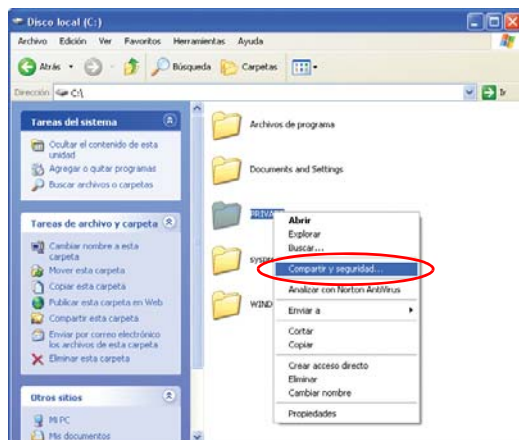 Disco local (C:)
Archivo Edición Ver Favoritos Herramientas Ayuda
Atrás Búsqueda Carpetas
Dirección C:\ Ir
Tareas del sistema
Ocultar el contenido de esta
unidad
Agregar o quitar programas
Buscar archivos o carpetas
Tareas de archivo y carpeta
Cambiar nombre a esta
carpeta
Mover esta carpeta
Copiar esta carpeta
Publicar esta carpeta en Web
Compartir esta carpeta
Enviar por correo electrónico
los archivos de esta carpeta
Eliminar esta carpeta
Otros sitios
MI PC
Mis documentos
Archivos de programa
Documents and Settings
PRIVA
syspr
WIND
Abrir
Explorar
Buscar...
Compartir y seguridad...
Analizar con Norton AntiVirus
Enviar a
Cortar
Copiar
Crear acceso directo
Eliminar
Cambiar nombre
Propiedades